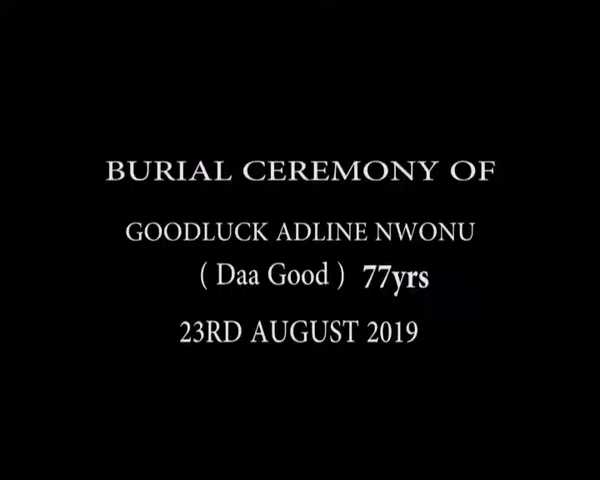 BURIAL CEREMONY OF
GOODLUCK ADLINE NWONU
( Daa Good ) 77yrs
23RD AUGUST 2019